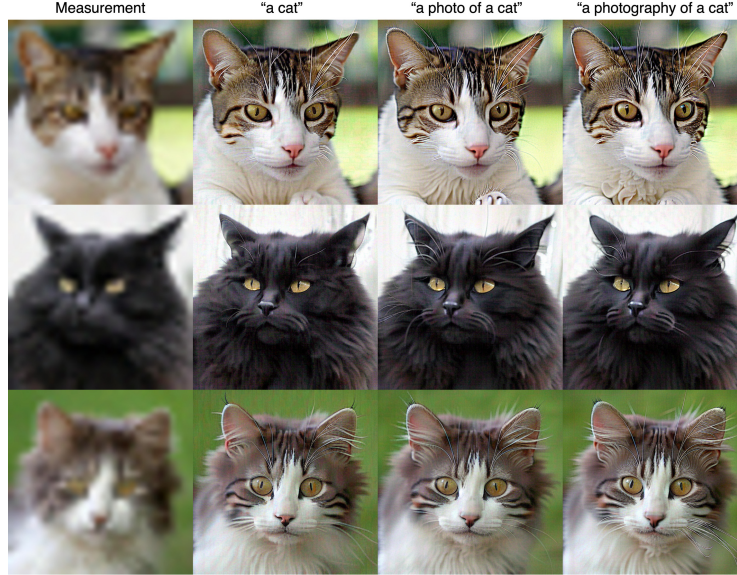 Measurement
“a cat”
“a photo of a cat”
“a photography of a cat”